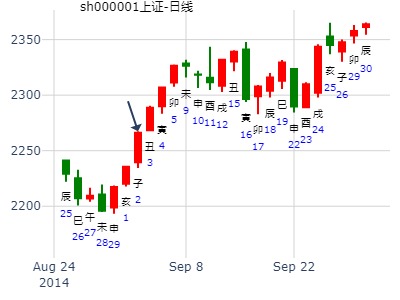 sh000001上证-日线
2350
2300
2250
2200
辰
25
巳
26
午
27
未
28
申
29
亥
1
子
2
丑
3
寅
4
卯
5
未
9
申
10
酉
11
戌
12
丑
15
寅
16
卯
17
辰
18
巳
19
申
22
酉
23
戌
24
亥
25
子
26
卯
29
辰
30
Aug 24
2014
Sep 8
Sep 22